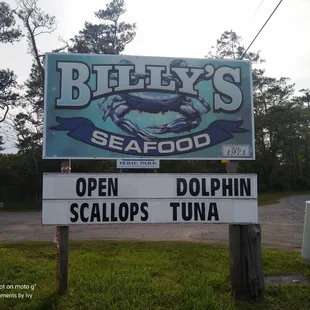 BILLY'S
SEAFOOD
1971
OPEN DOLPHIN
SCALLOPS TUNA